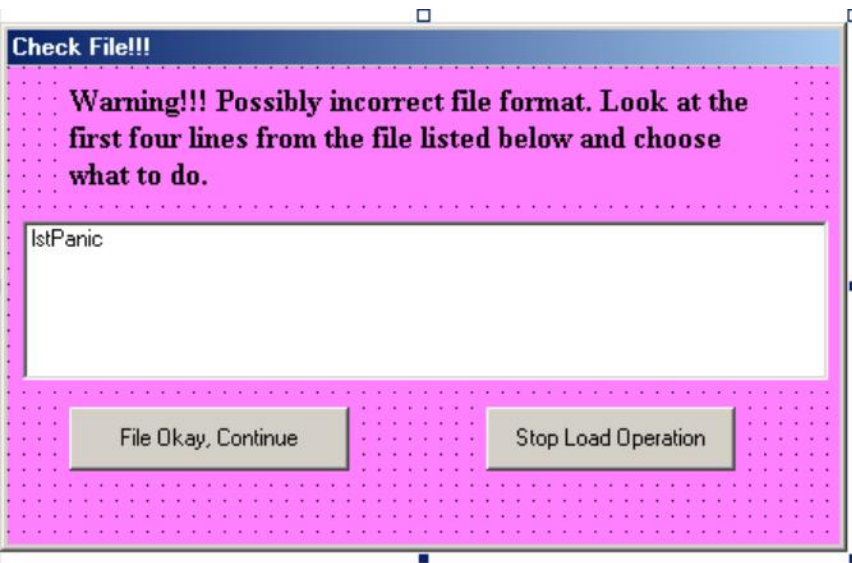 Check File!!!
Warning!!! Possibly incorrect file format. Look at the
first four lines from the file listed below and choose
what to do.
lstPanic
File Okay, Continue
Stop Load Operation